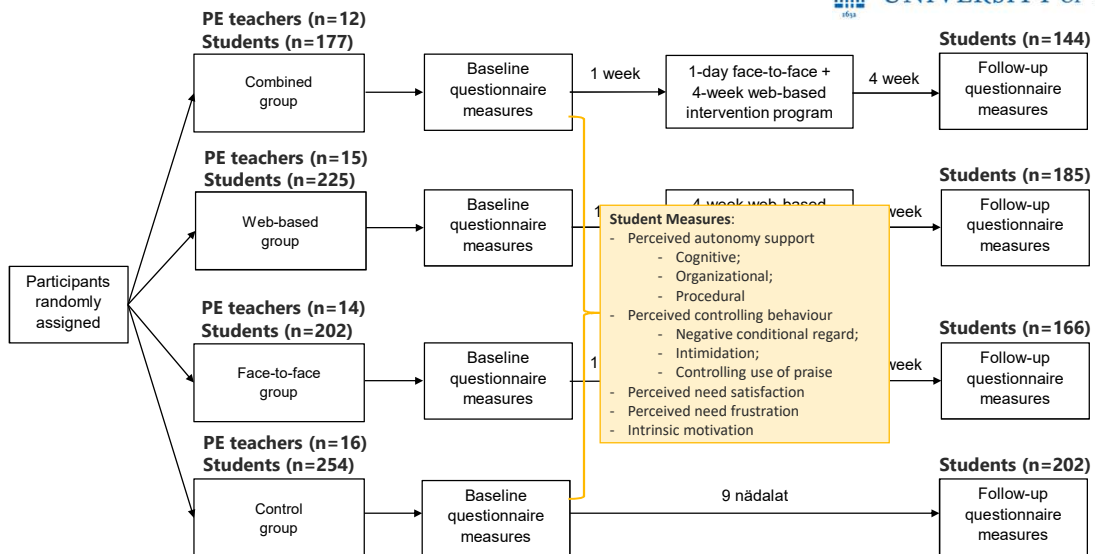 1632
UNIVERSITY OF
PE teachers (n=12)
Students (n=177)
Combined
group
Baseline
questionnaire
measures
1 week
1-day face-to-face +
4-week web-based
intervention program
4 week
Students (n=144)
Follow-up
questionnaire
measures
PE teachers (n=15)
Students (n=225)
Web-based
group
Baseline
questionnaire
measures
1
4-week web-based
week
Students (n=185)
Follow-up
questionnaire
measures
Participants
randomly
assigned
Student Measures:
- Perceived autonomy support
- Cognitive;
- Organizational;
- Procedural
- Perceived controlling behaviour
- Negative conditional regard;
- Intimidation;
- Controlling use of praise
- Perceived need satisfaction
- Perceived need frustration
- Intrinsic motivation
PE teachers (n=14)
Students (n=202)
Face-to-face
group
Baseline
questionnaire
measures
1
week
Students (n=166)
Follow-up
questionnaire
measures
PE teachers (n=16)
Students (n=254)
Control
group
Baseline
questionnaire
measures
9 nädalat
Students (n=202)
Follow-up
questionnaire
measures